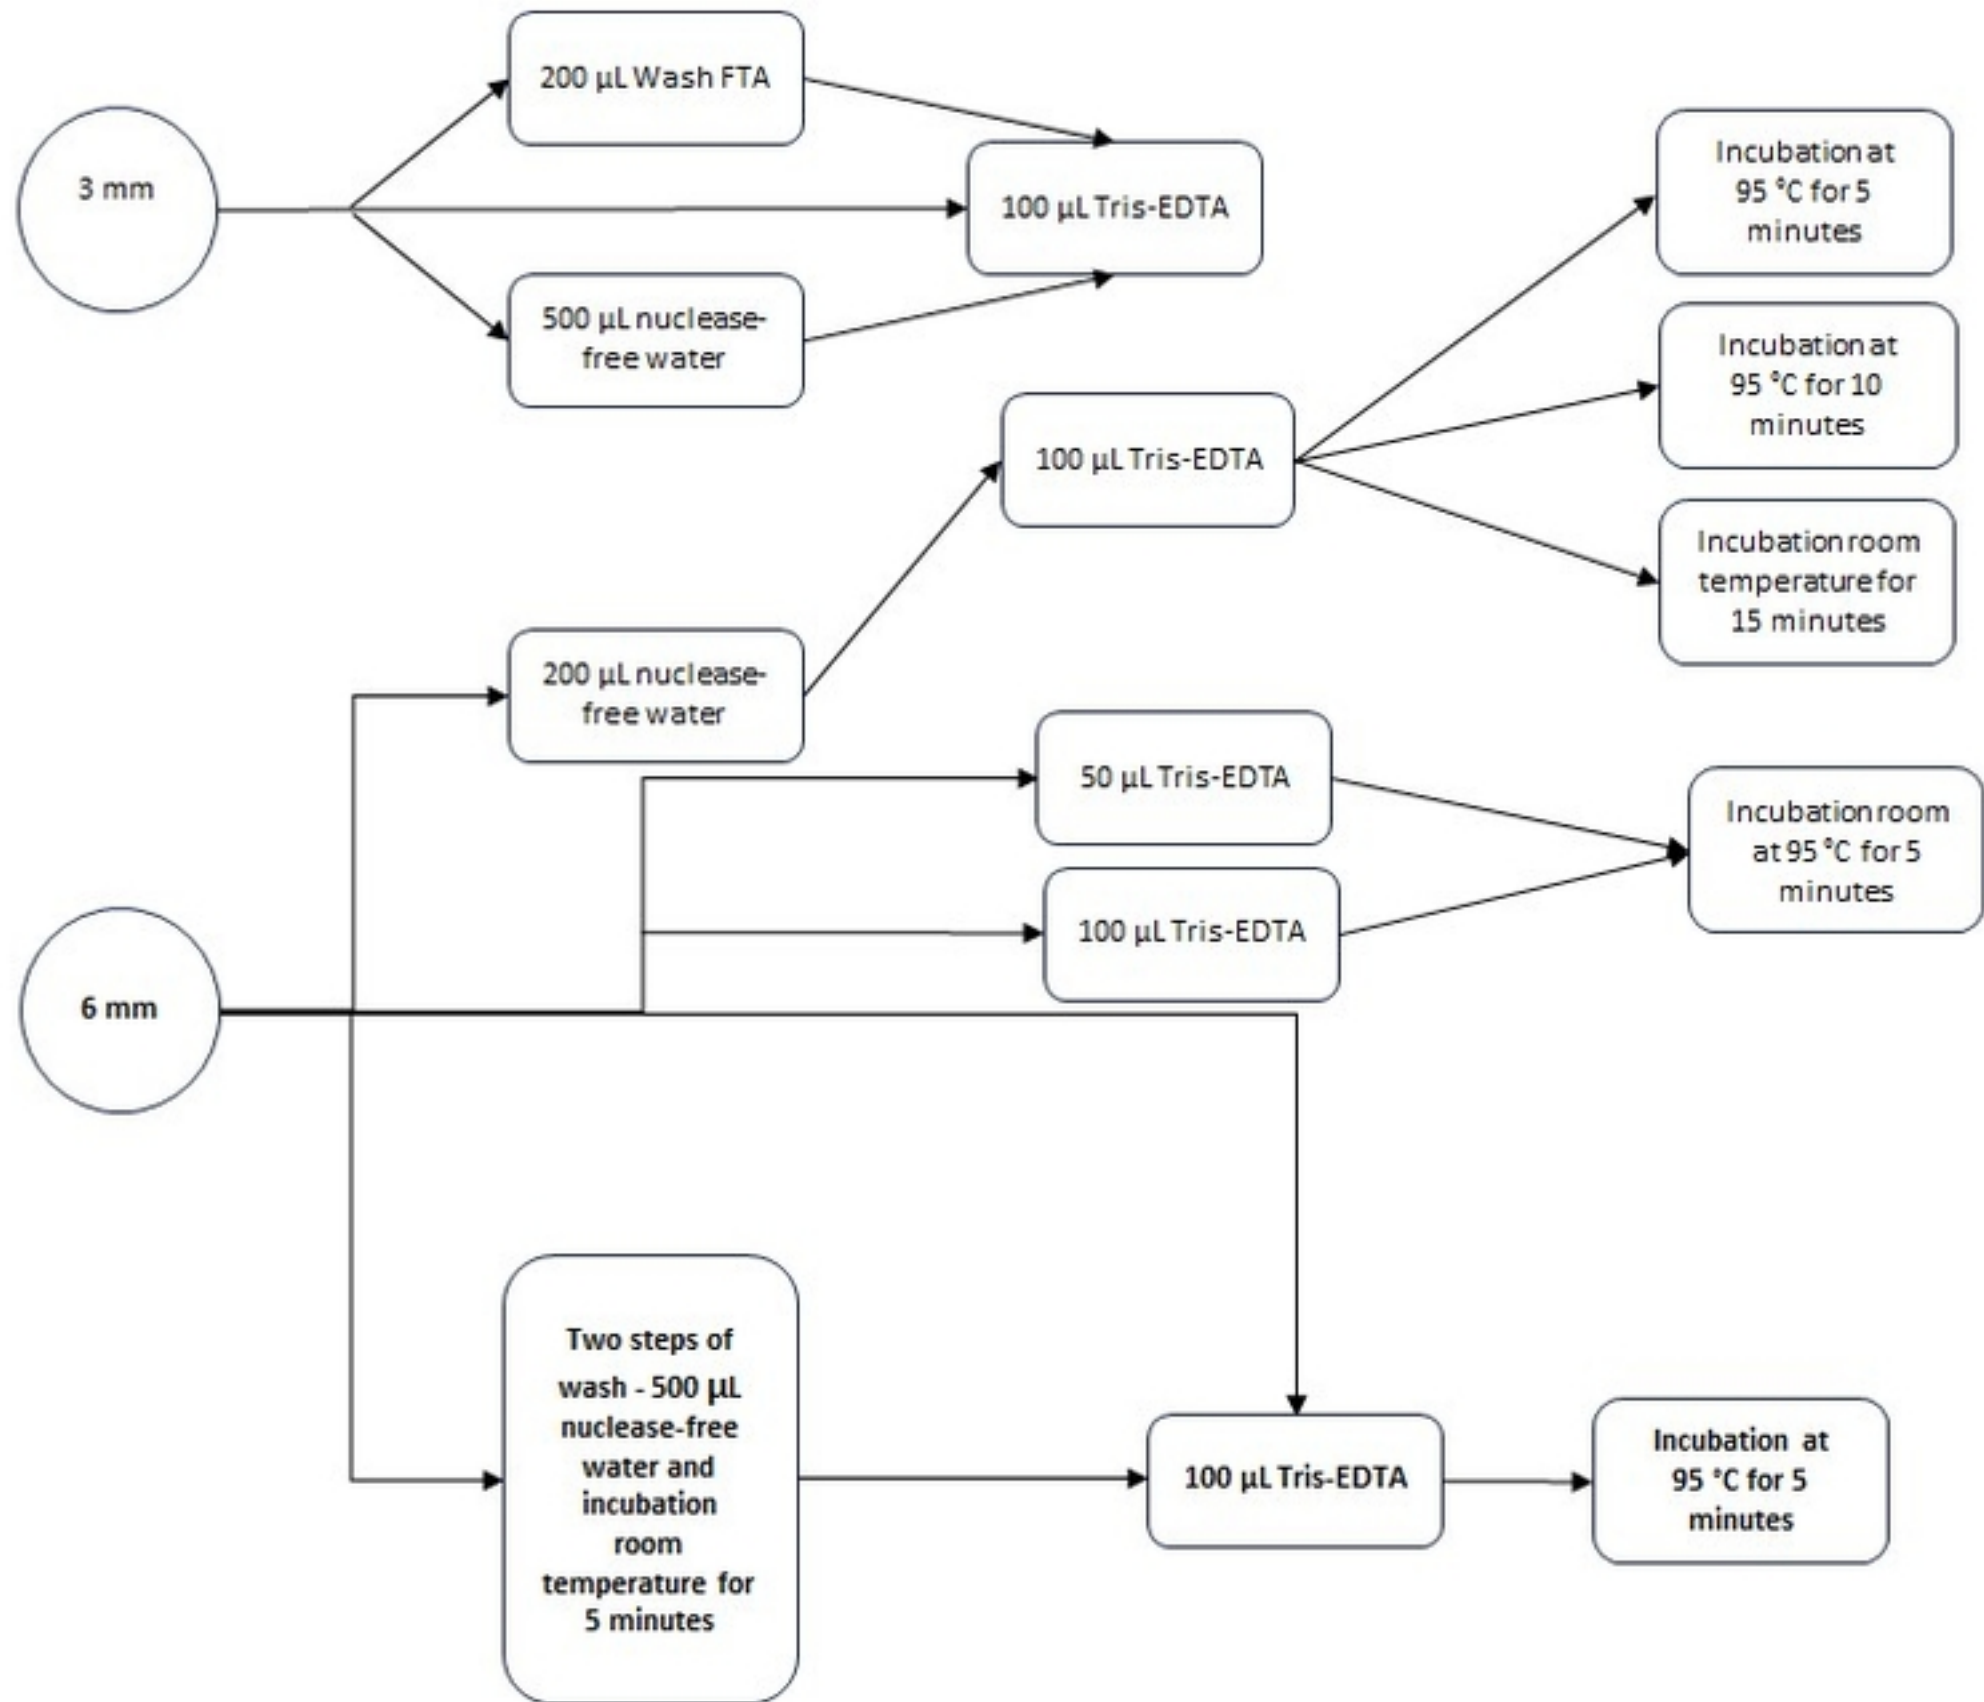 200 µL Wash FTA
3 mm
100 µL Tris-EDTA
500 µL nuclease-
free water
Incubation at
95 °C for 5
minutes
Incubation at
95 °C for 10
minutes
100 µL Tris-EDTA
Incubation room
temperature for
15 minutes
200 µL nuclease-
free water
50 µL Tris-EDTA
100 µL Tris-EDTA
Incubation room
at 95 °C for 5
minutes
6 mm
Two steps of
wash - 500 µL
nuclease-free
water and
incubation
room
temperature for
5 minutes
100 µL Tris-EDTA
Incubation at
95 °C for 5
minutes